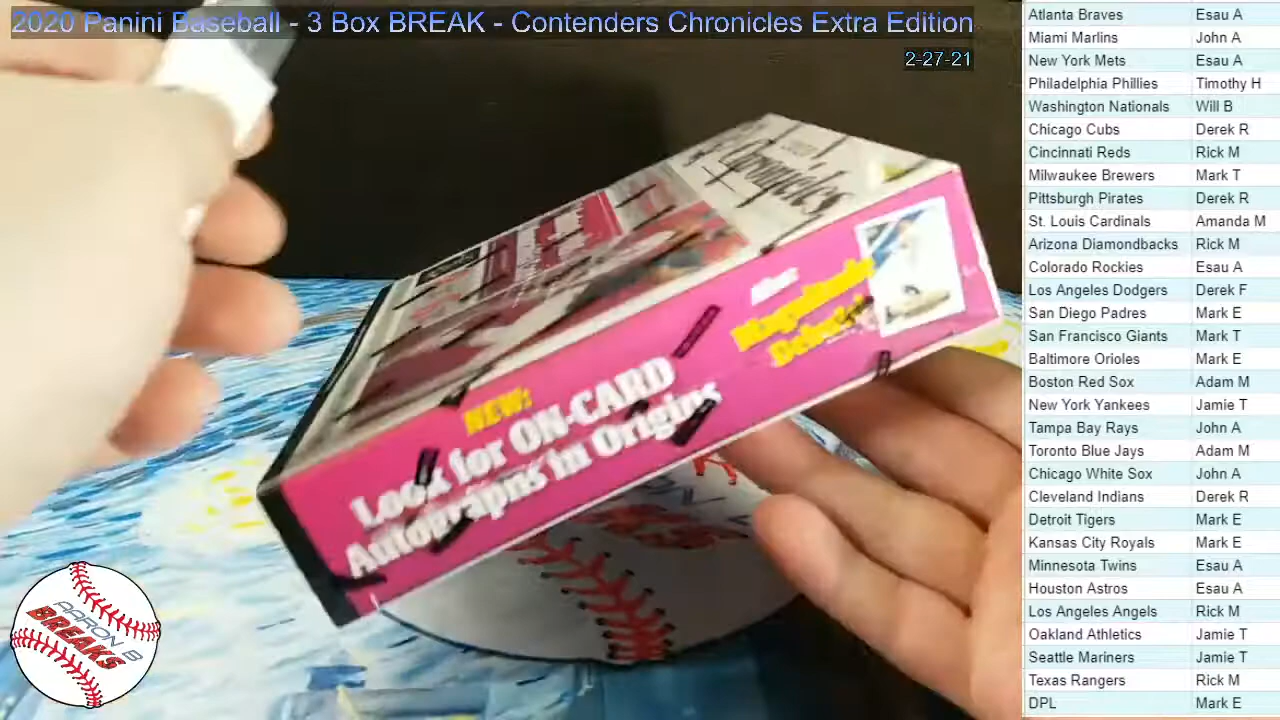 2020 Panini Baseball - 3 Box BREAK - Contenders Chronicles Extra Edition
2-27-21
Chronicles
Also
NEW:
Look for ON-CARD
Autographs in Origins
AARON B
BREAKS
Atlanta Braves Esau A
Miami Marlins John A
New York Mets Esau A
Philadelphia Phillies Timothy H
Washington Nationals Will B
Chicago Cubs Derek R
Cincinnati Reds Rick M
Milwaukee Brewers Mark T
Pittsburgh Pirates Derek R
St. Louis Cardinals Amanda M
Arizona Diamondbacks Rick M
Colorado Rockies Esau A
Los Angeles Dodgers Derek F
San Diego Padres Mark E
San Francisco Giants Mark T
Baltimore Orioles Mark E
Boston Red Sox Adam M
New York Yankees Jamie T
Tampa Bay Rays John A
Toronto Blue Jays Adam M
Chicago White Sox John A
Cleveland Indians Derek R
Detroit Tigers Mark E
Kansas City Royals Mark E
Minnesota Twins Esau A
Houston Astros Esau A
Los Angeles Angels Rick M
Oakland Athletics Jamie T
Seattle Mariners Jamie T
Texas Rangers Rick M
DPL Mark E